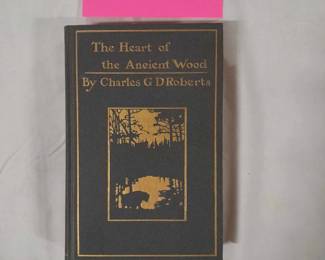 The Heart of
the Ancient Wood
By Charles G D Roberts